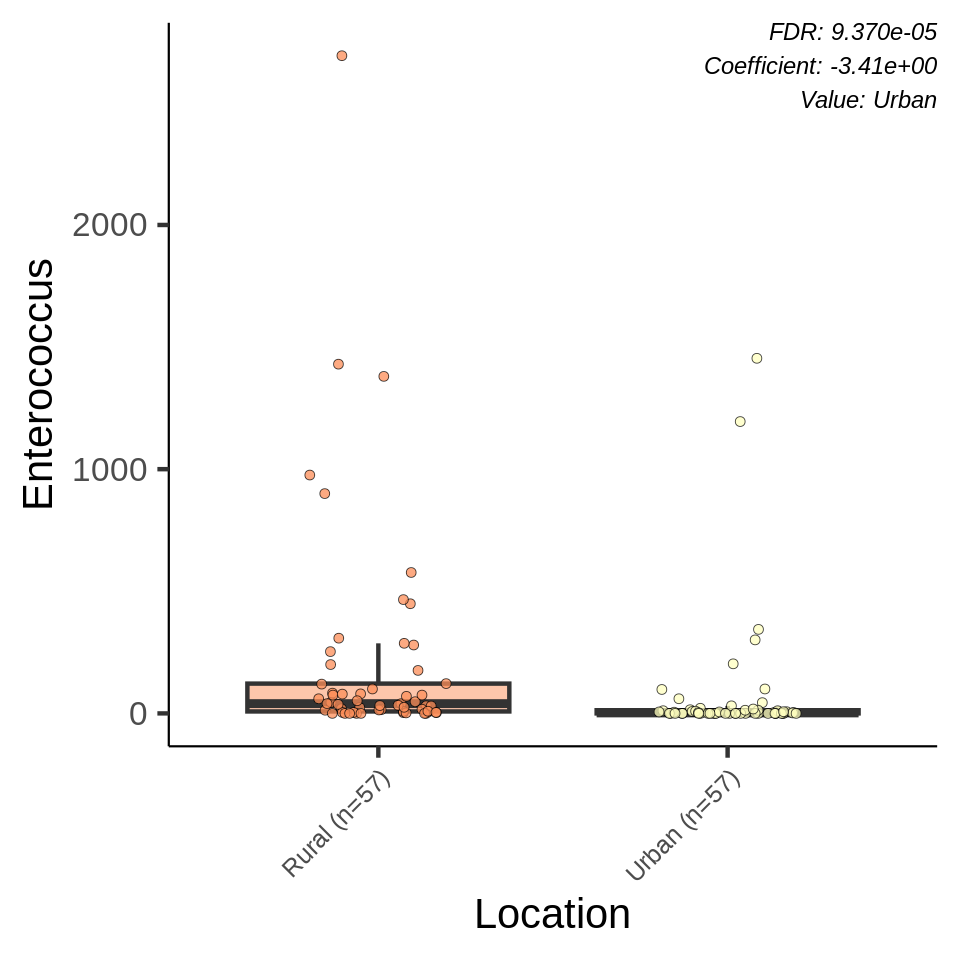 FDR: 9.370e-05
Coefficient: -3.41e+00
Value: Urban
2000
1000
0
Enterococcus
Rural (n=57)
Urban (n=57)
Location